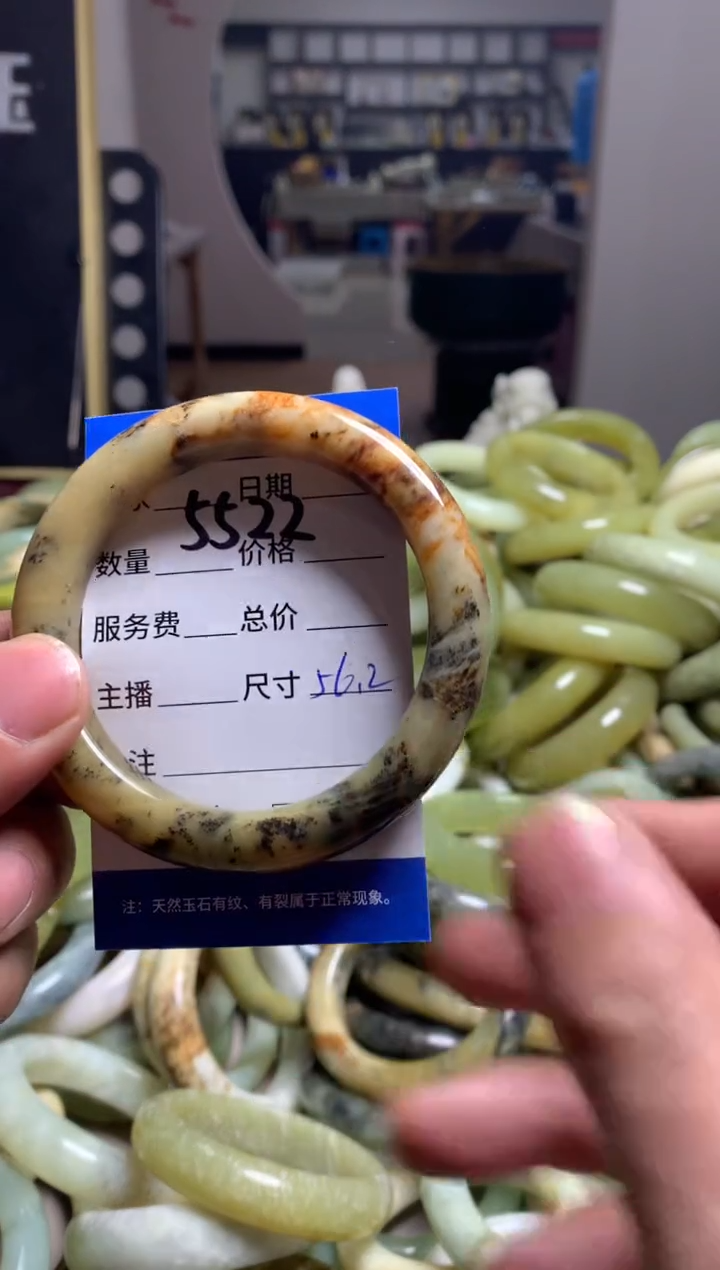 玉
日期
5522
数量 价格
服务费 总价
主播 尺寸 56.2
注
注：天然玉石有纹、有裂属于正常现象。